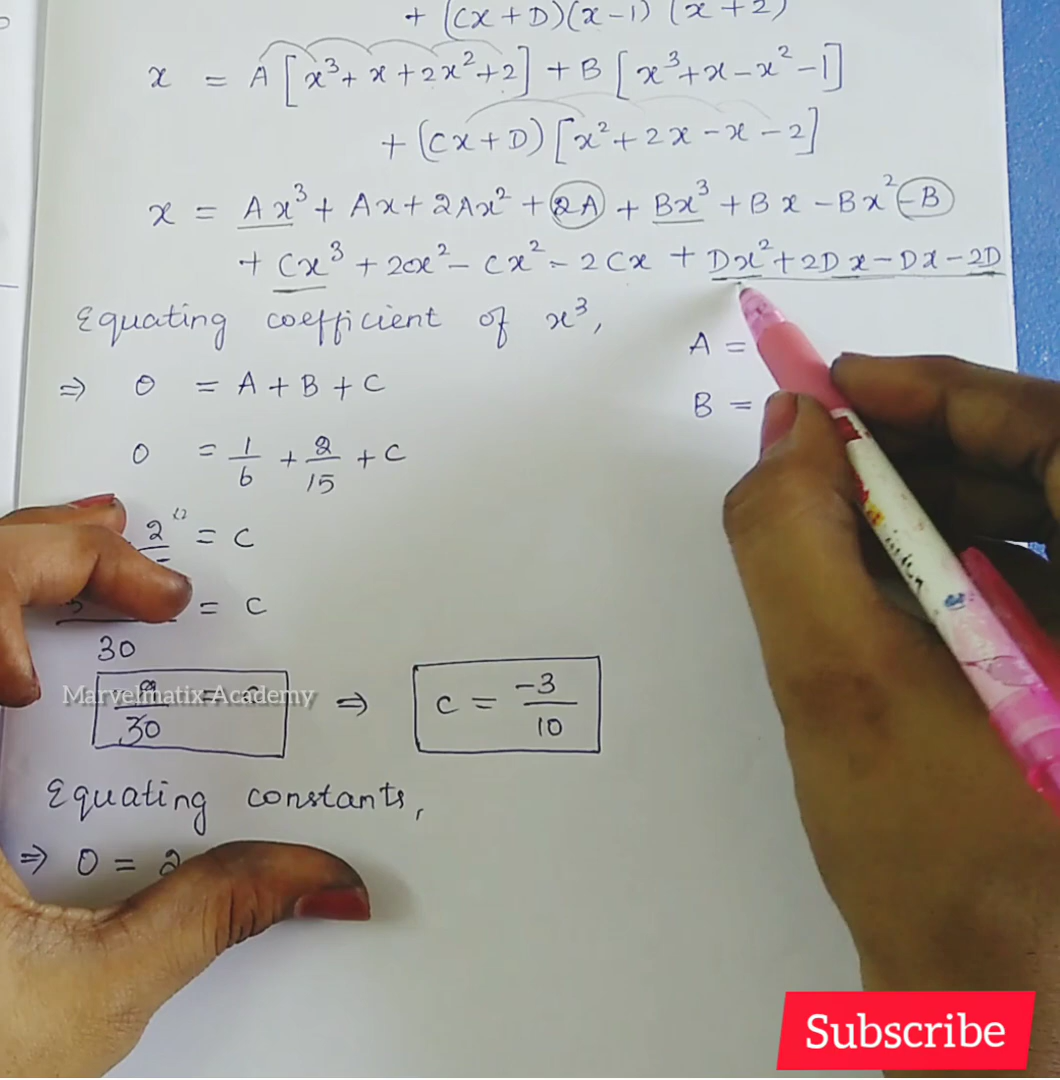 + (Cx + D)(x-1) (x+2)
x = A [x³ + x + 2x² + 2] + B [x³ + x - x² - 1]
+ (Cx + D) [x² + 2x - x - 2]
x = Ax³ + Ax + 2Ax² + 2A + Bx³ + Bx - Bx² - B
+ Cx³ + 2Cx² - Cx² - 2Cx + Dx² + 2Dx - Dx - 2D
Equating coefficient of x³,
A =
⇒ 0 = A + B + C
B =
0 = 1/6 + 2/15 + C
2 = C
= C
30
Marvelmatix Academy
30
⇒ C = -3/10
Equating constants,
⇒ 0 = 2
Subscribe